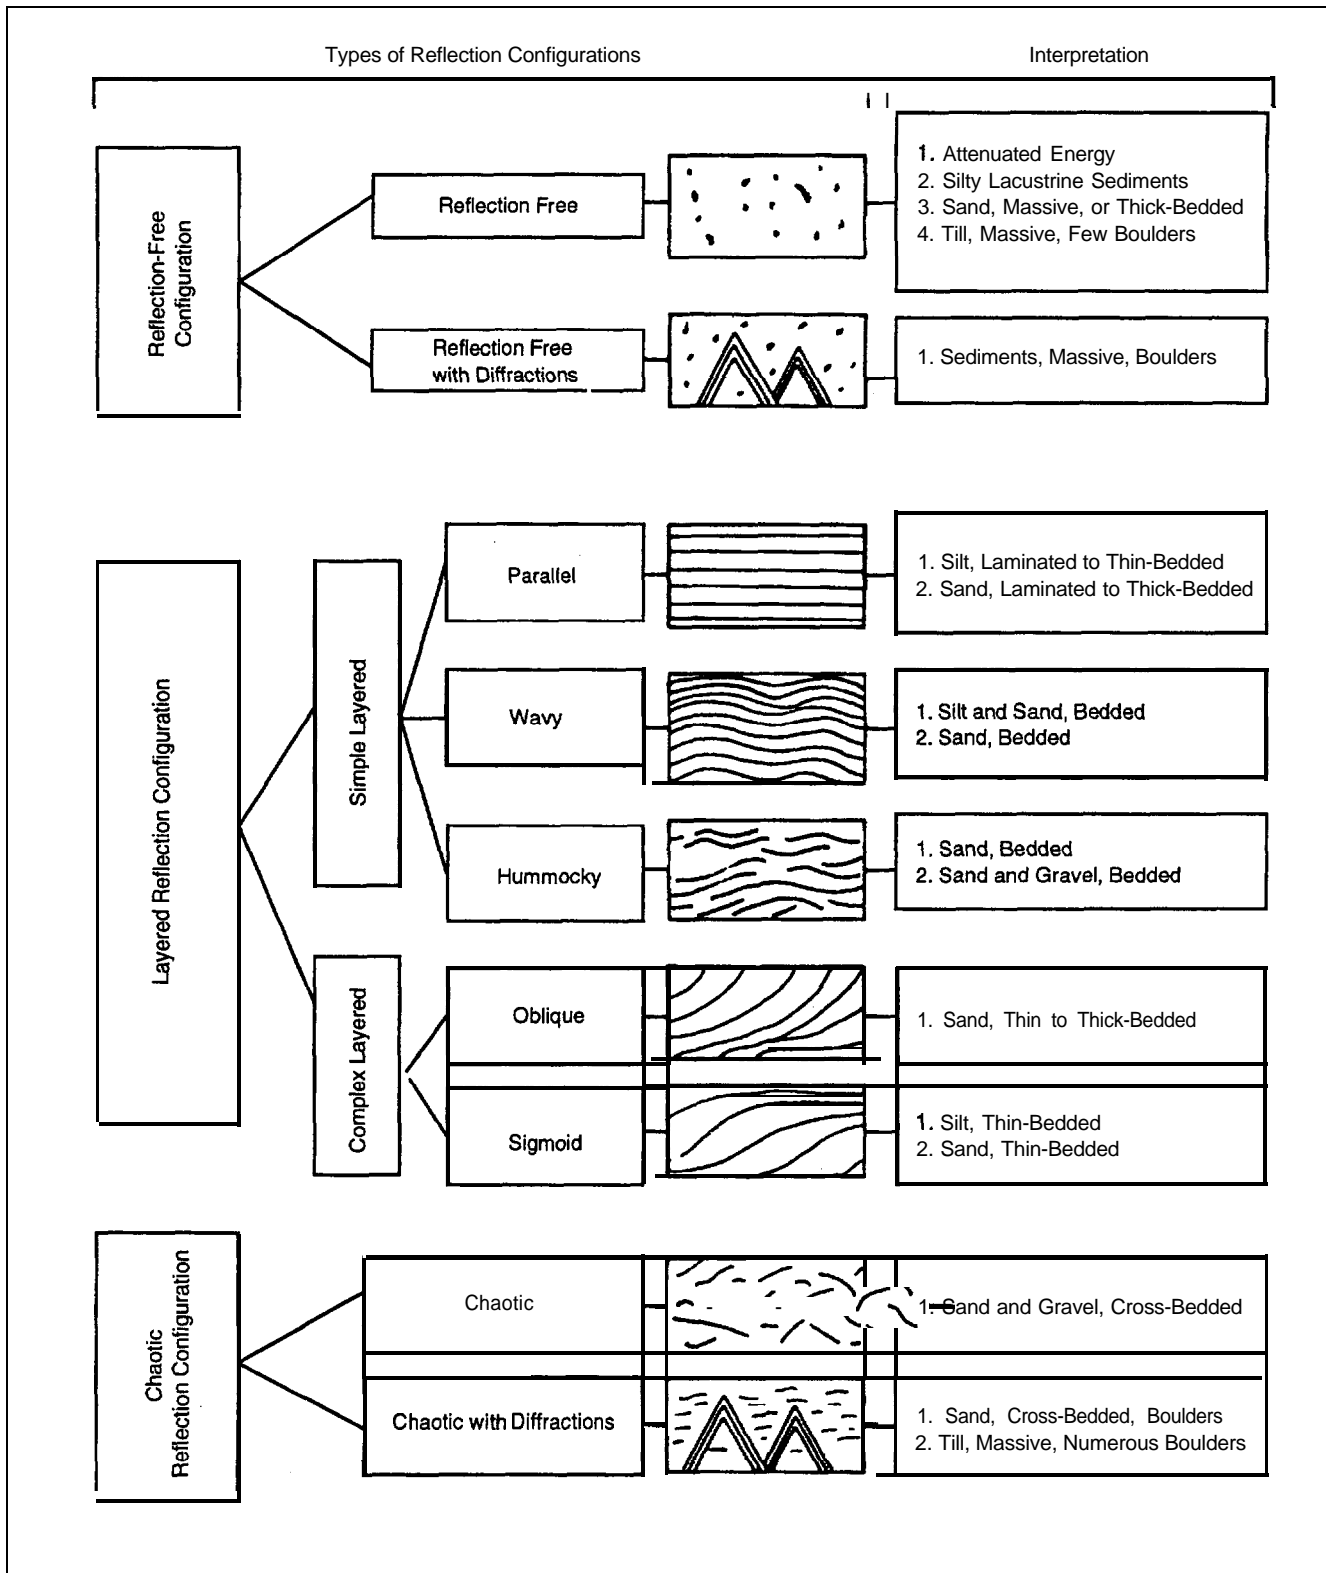 Types of Reflection Configurations
Interpretation
Reflection-Free
Configuration
Reflection Free
1. Attenuated Energy
2. Silty Lacustrine Sediments
3. Sand, Massive, or Thick-Bedded
4. Till, Massive, Few Boulders
Reflection Free
with Diffractions
1. Sediments, Massive, Boulders
Layered Reflection Configuration
Simple Layered
Parallel
1. Silt, Laminated to Thin-Bedded
2. Sand, Laminated to Thick-Bedded
Wavy
1. Silt and Sand, Bedded
2. Sand, Bedded
Hummocky
1. Sand, Bedded
2. Sand and Gravel, Bedded
Complex Layered
Oblique
1. Sand, Thin to Thick-Bedded
Sigmoid
1. Silt, Thin-Bedded
2. Sand, Thin-Bedded
Chaotic
Reflection Configuration
Chaotic
1. Sand and Gravel, Cross-Bedded
Chaotic with Diffractions
1. Sand, Cross-Bedded, Boulders
2. Till, Massive, Numerous Boulders